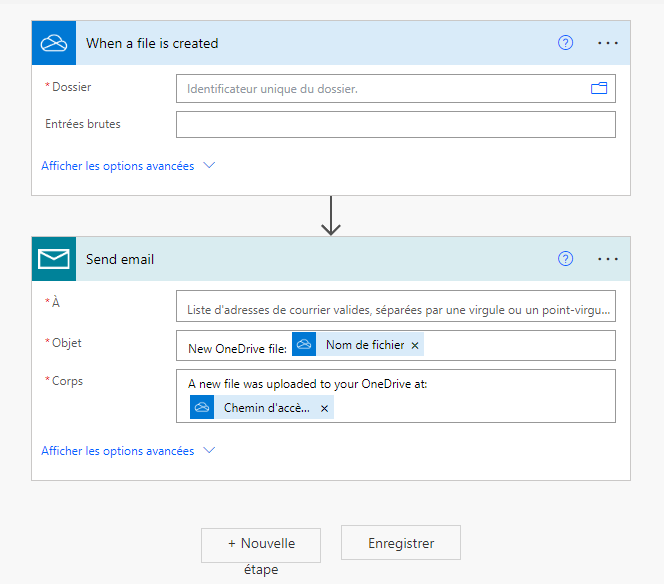 When a file is created
* Dossier
Identificateur unique du dossier.
Entrées brutes
Afficher les options avancées
Send email
* À
Liste d'adresses de courrier valides, séparées par une virgule ou un point-virgu...
* Objet
New OneDrive file: Nom de fichier ×
* Corps
A new file was uploaded to your OneDrive at:
Chemin d'accè... ×
Afficher les options avancées
+ Nouvelle
étape
Enregistrer